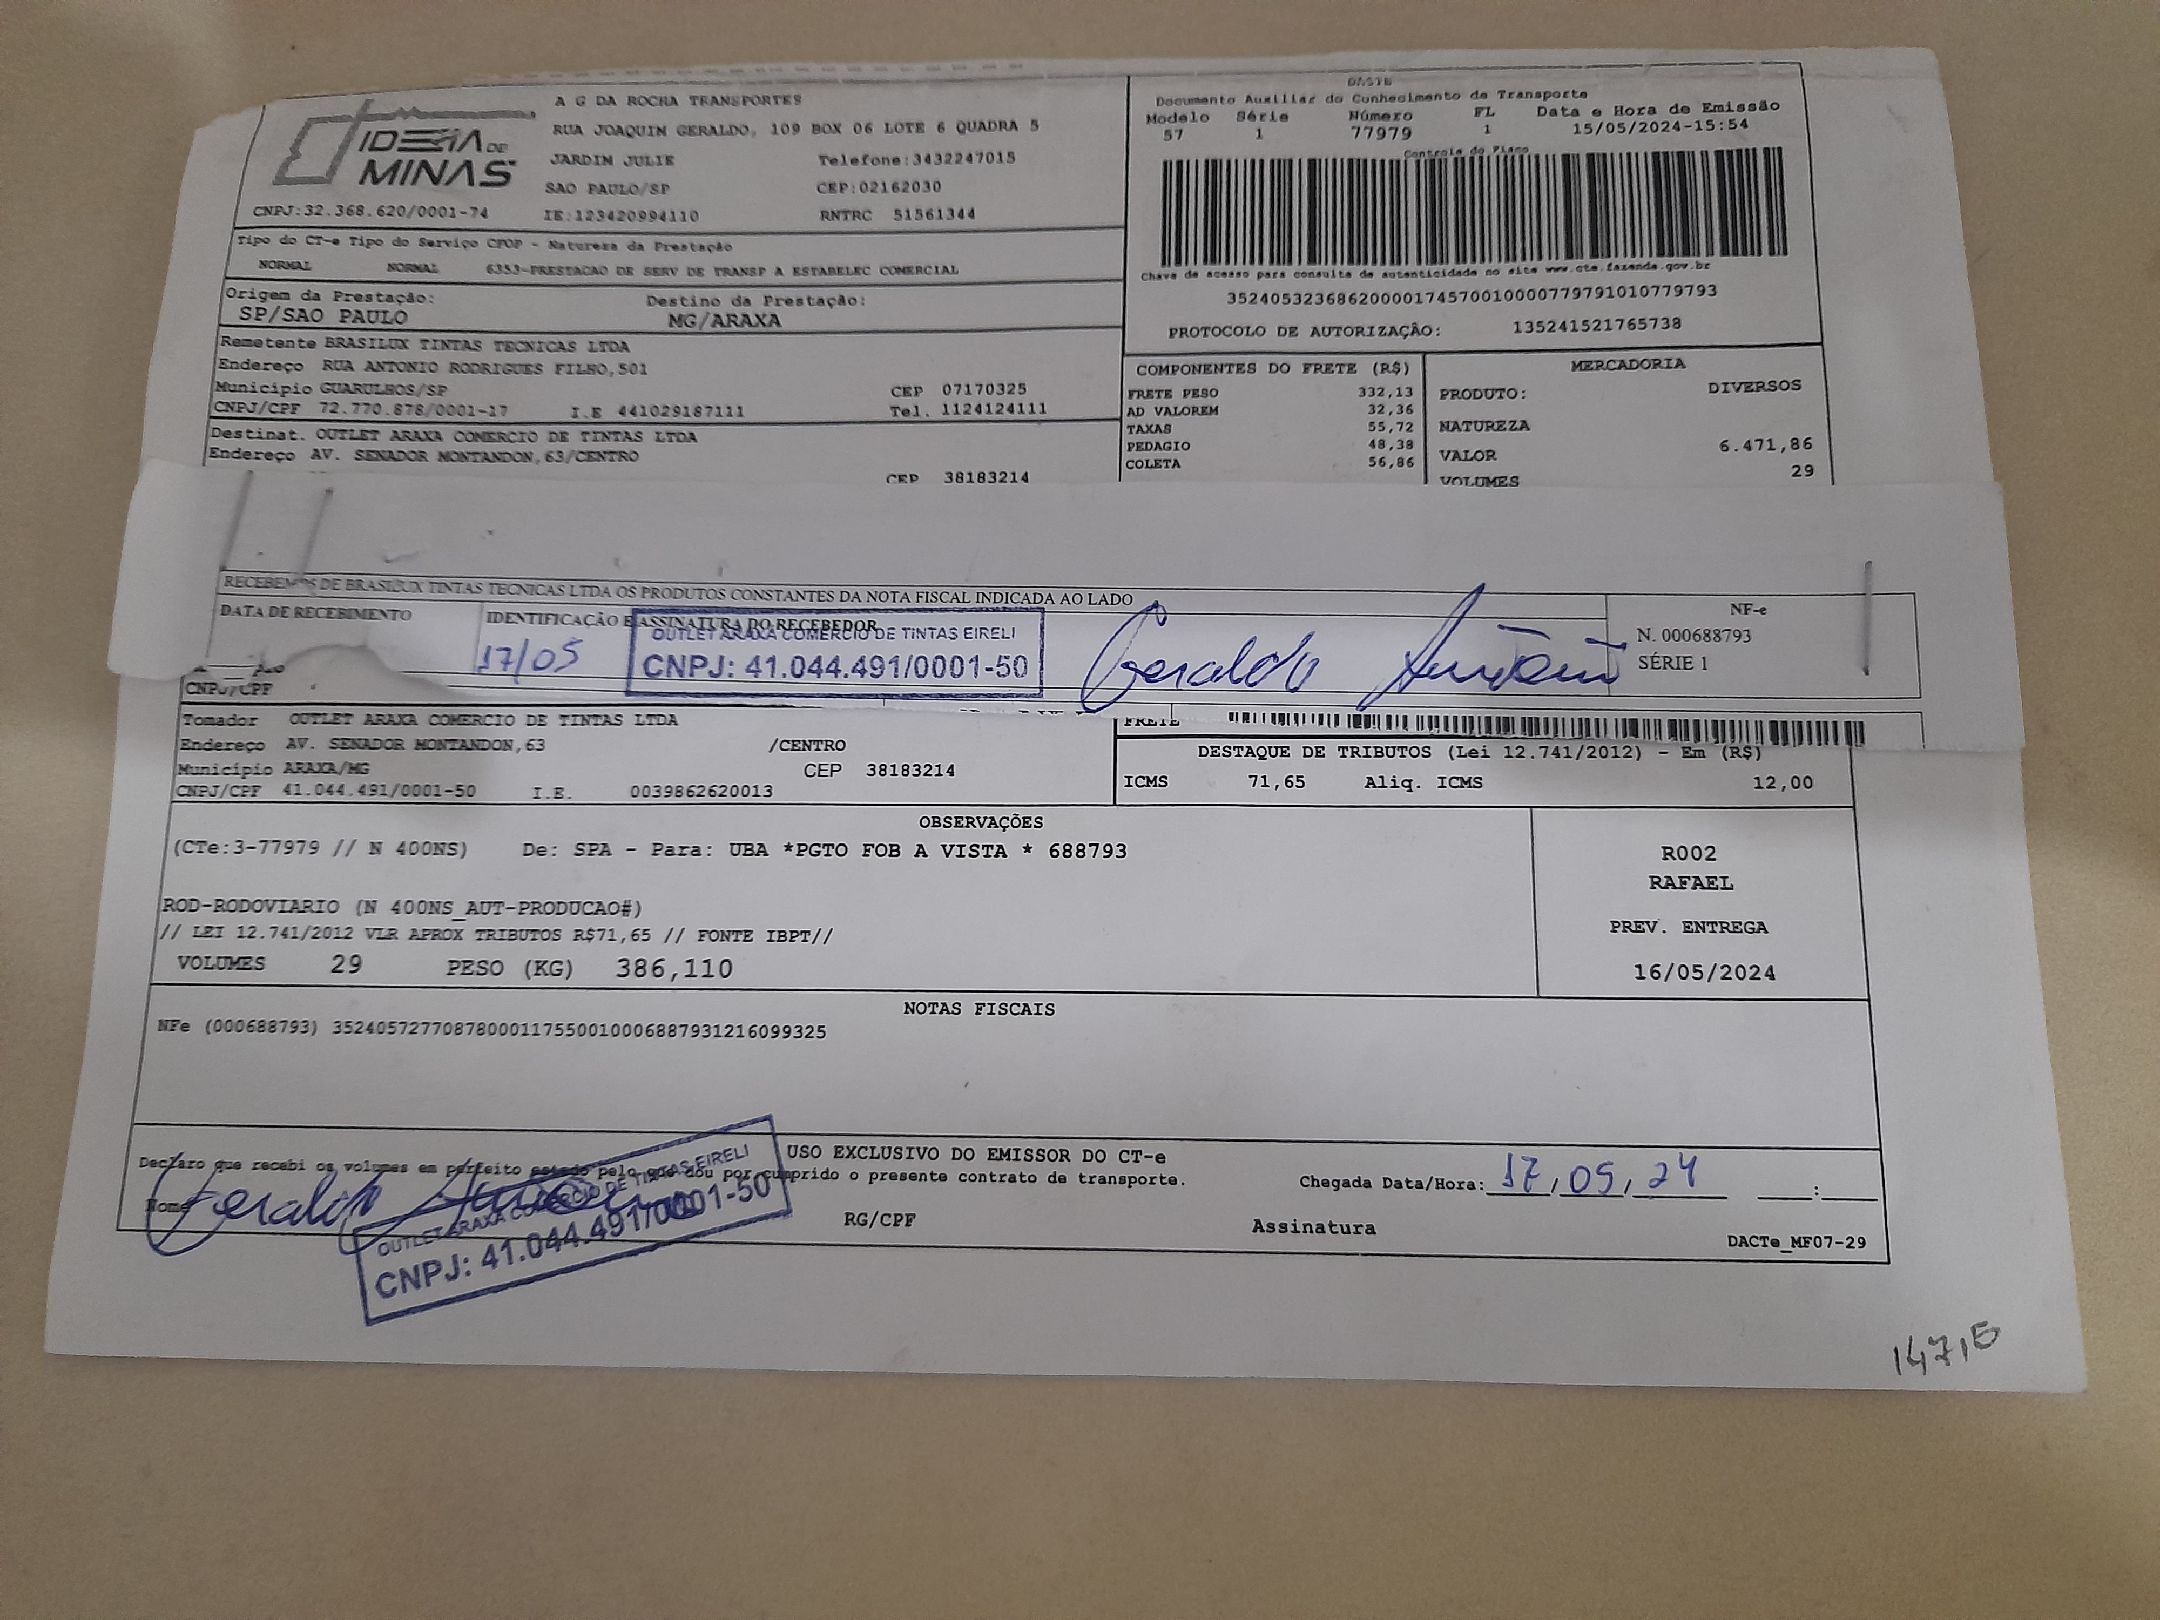 IDEIA DE
MINAS
CNPJ:32.368.620/0001-74
A G DA ROCHA TRANSPORTES
RUA JOAQUIN GERALDO, 109 BOX 06 LOTE 6 QUADRA 5
JARDIN JULIE Telefone:3432247015
SAO PAULO/SP CEP:02162030
IE:123420994110 RNTRC 51561344
DACTE
Documento Auxiliar do Conhecimento de Transporte
Modelo Série Número FL Data e Hora de Emissão
57 1 77979 1 15/05/2024-15:54
Controle do Fisco
Chave de acesso para consulta de autenticidade no site www.cte.fazenda.gov.br
35240532368620000174570010000779791010779793
PROTOCOLO DE AUTORIZAÇÃO: 135241521765738
Tipo do CT-e Tipo do Serviço CFOP - Natureza da Prestação
NORMAL NORMAL 6353-PRESTACAO DE SERV DE TRANSP A ESTABELEC COMERCIAL
Origem da Prestação: Destino da Prestação:
SP/SAO PAULO MG/ARAXA
Remetente BRASILUX TINTAS TECNICAS LTDA
Endereço RUA ANTONIO RODRIGUES FILHO,501
Município GUARULHOS/SP CEP 07170325
CNPJ/CPF 72.770.878/0001-17 I.E 441029187111 Tel. 1124124111
Destinat. OUTLET ARAXA COMERCIO DE TINTAS LTDA
Endereço AV. SENADOR MONTANDON,63/CENTRO
CEP 38183214
COMPONENTES DO FRETE (R$)
FRETE PESO 332,13
AD VALOREM 32,36
TAXAS 55,72
PEDAGIO 48,38
COLETA 56,86
MERCADORIA
PRODUTO: DIVERSOS
NATUREZA
VALOR 6.471,86
VOLUMES 29
RECEBEMOS DE BRASILUX TINTAS TECNICAS LTDA OS PRODUTOS CONSTANTES DA NOTA FISCAL INDICADA AO LADO
DATA DE RECEBIMENTO IDENTIFICAÇÃO E ASSINATURA DO RECEBEDOR
17/05
OUTLET ARAXA COMERCIO DE TINTAS EIRELI
CNPJ: 41.044.491/0001-50
Geraldo Antonio
NF-e
N. 000688793
SÉRIE 1
CNPJ/CPF
FRETE
Tomador OUTLET ARAXA COMERCIO DE TINTAS LTDA
Endereço AV. SENADOR MONTANDON,63 /CENTRO
Município ARAXA/MG CEP 38183214
CNPJ/CPF 41.044.491/0001-50 I.E. 0039862620013
DESTAQUE DE TRIBUTOS (Lei 12.741/2012) - Em (R$)
ICMS 71,65 Aliq. ICMS 12,00
OBSERVAÇÕES
(CTe:3-77979 // N 400NS) De: SPA - Para: UBA *PGTO FOB A VISTA * 688793
ROD-RODOVIARIO (N 400NS_AUT-PRODUCAO#)
// LEI 12.741/2012 VLR APROX TRIBUTOS R$71,65 // FONTE IBPT//
VOLUMES 29 PESO (KG) 386,110
R002
RAFAEL
PREV. ENTREGA
16/05/2024
NOTAS FISCAIS
NFe (000688793) 35240572770878000117550010006887931216099325
USO EXCLUSIVO DO EMISSOR DO CT-e
Declaro que recebi os volumes em perfeito estado pelo que dou por cumprido o presente contrato de transporte.
Chegada Data/Hora: 17/05/24 :
Nome RG/CPF Assinatura
Geraldo Antonio
OUTLET ARAXA COMERCIO DE TINTAS EIRELI
CNPJ: 41.044.491/0001-50
DACTe_MF07-29